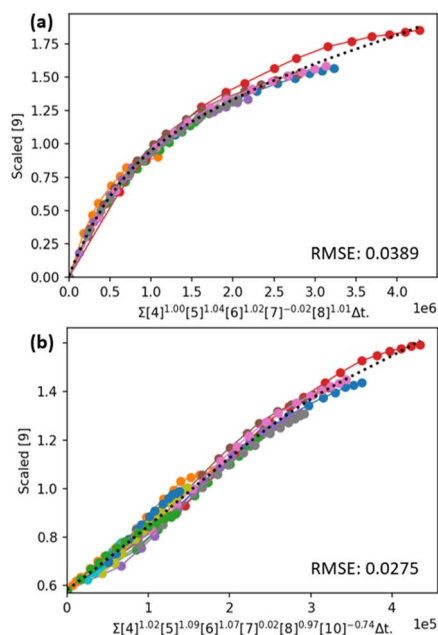 (a)
1.75
1.50
1.25
1.00
0.75
0.50
0.25
0.00
Scaled [9]
RMSE: 0.0389
0.0 0.5 1.0 1.5 2.0 2.5 3.0 3.5 4.0
1e6
Σ[4]^1.00[5]^1.04[6]^1.02[7]^−0.02[8]^1.01Δt.
(b)
1.6
1.4
1.2
1.0
0.8
0.6
Scaled [9]
RMSE: 0.0275
0 1 2 3 4
1e5
Σ[4]^1.02[5]^1.09[6]^1.07[7]^0.02[8]^0.97[10]^−0.74Δt.